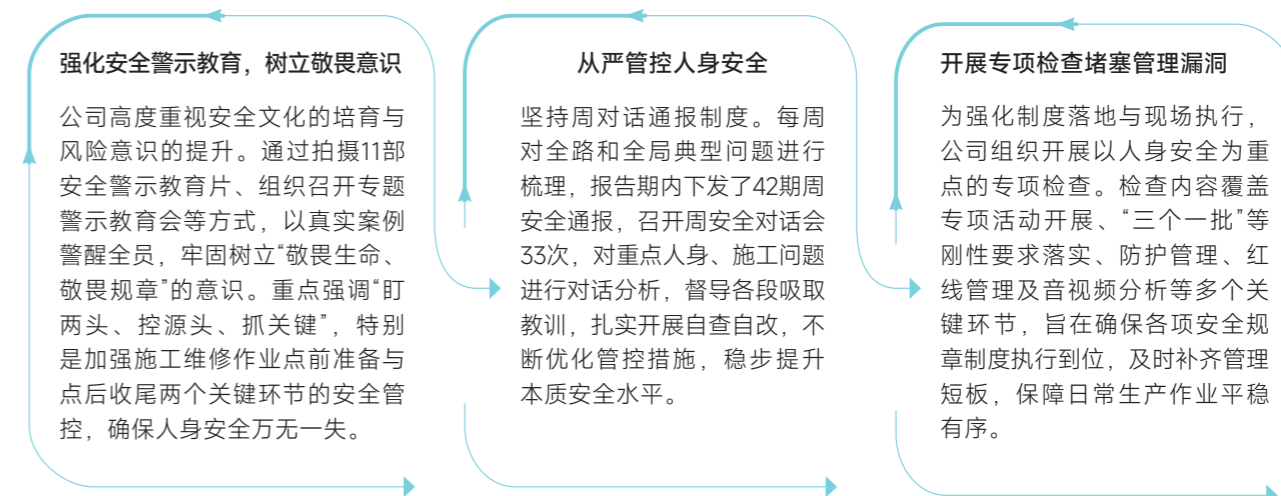 强化安全警示教育，树立敬畏意识
公司高度重视安全文化的培育与
风险意识的提升。通过拍摄11部
安全警示教育片、组织召开专题
警示教育会等方式，以真实案例
警醒全员，牢固树立“敬畏生命、
敬畏规章”的意识。重点强调“盯
两头、控源头、抓关键”，特别
是加强施工维修作业点前准备与
点后收尾两个关键环节的安全管
控，确保人身安全万无一失。
从严管控人身安全
坚持周对话通报制度。每周
对全路和全局典型问题进行
梳理，报告期内下发了42期周
安全通报，召开周安全对话会
33次，对重点人身、施工问题
进行对话分析，督导各段吸取
教训，扎实开展自查自改，不
断优化管控措施，稳步提升
本质安全水平。
开展专项检查堵塞管理漏洞
为强化制度落地与现场执行，
公司组织开展以人身安全为重
点的专项检查。检查内容覆盖
专项活动开展、“三个一批”等
刚性要求落实、防护管理、红
线管理及音视频分析等多个关
键环节，旨在确保各项安全规
章制度执行到位，及时补齐管理
短板，保障日常生产作业平稳
有序。